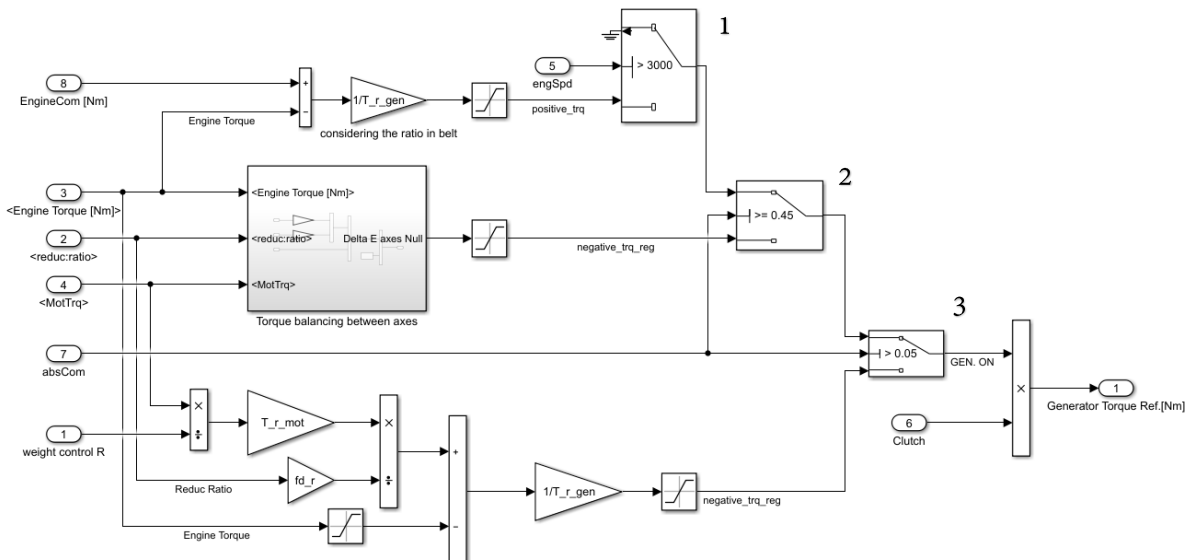 1
5
engSpd
> 3000
8
EngineCom [Nm]
+
−
1/T_r_gen
positive_trq
Engine Torque
considering the ratio in belt
2
3
<Engine Torque [Nm]>
<Engine Torque [Nm]>
>= 0.45
2
<reduc:ratio>
<reduc:ratio>
Delta E axes Null
negative_trq_reg
4
<MotTrq>
<MotTrq>
Torque balancing between axes
3
7
absCom
> 0.05
GEN. ON
×
1
Generator Torque Ref.[Nm]
6
Clutch
×
÷
T_r_mot
×
÷
1
weight control R
+
fd_r
Reduc Ratio
1/T_r_gen
negative_trq_reg
Engine Torque
−